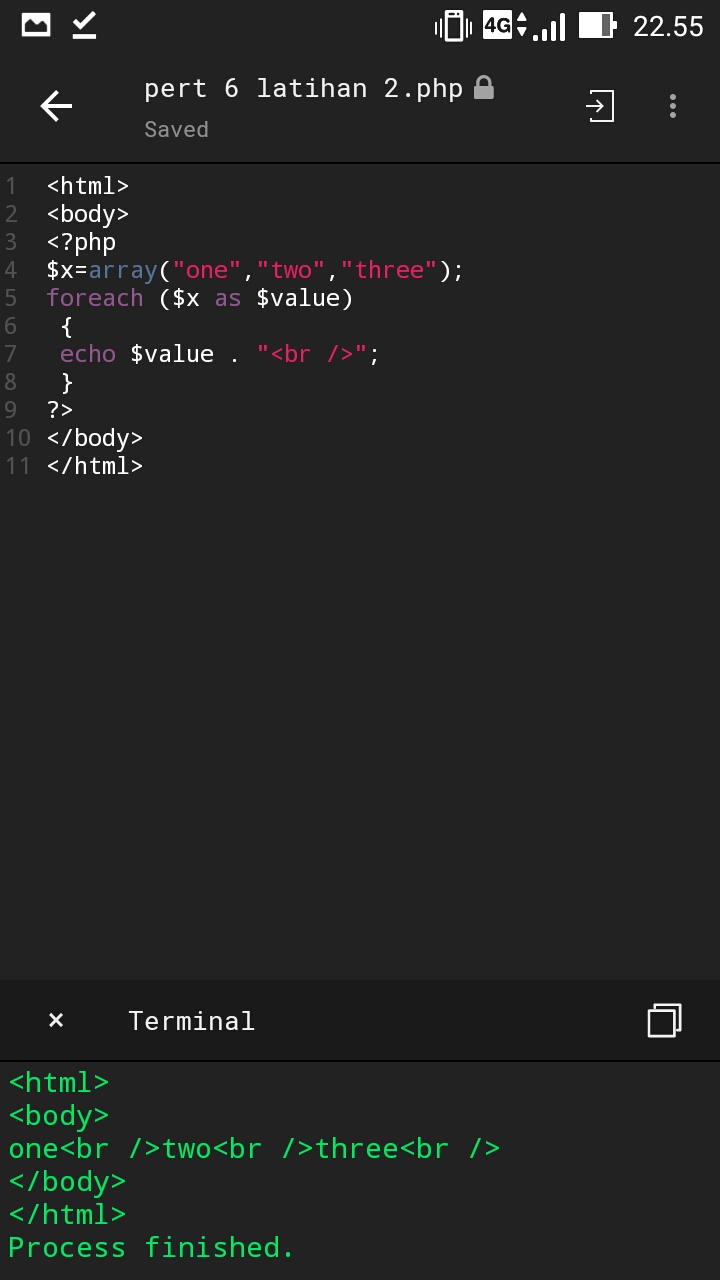 4G 22.55
pert 6 latihan 2.php
Saved
1 <html>
2 <body>
3 <?php
4 $x=array("one","two","three");
5 foreach ($x as $value)
6  {
7  echo $value . "<br />";
8  }
9 ?>
10 </body>
11 </html>
× Terminal
<html>
<body>
one<br />two<br />three<br />
</body>
</html>
Process finished.